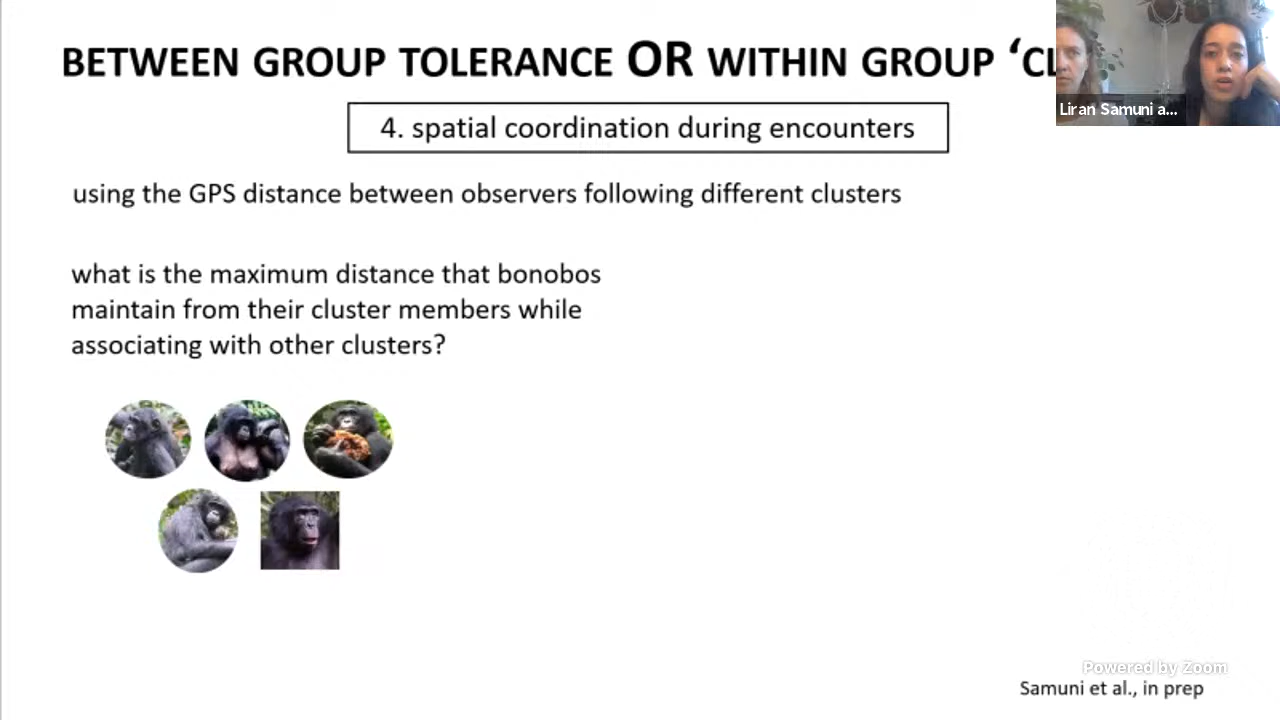 BETWEEN GROUP TOLERANCE OR WITHIN GROUP ‘CL
Liran Samuni a...
4. spatial coordination during encounters
using the GPS distance between observers following different clusters
what is the maximum distance that bonobos
maintain from their cluster members while
associating with other clusters?
Powered by Zoom
Samuni et al., in prep